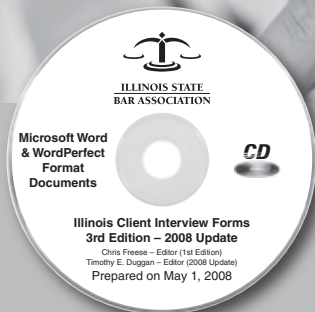 ILLINOIS STATE
BAR ASSOCIATION
Microsoft Word
& WordPerfect
Format
Documents
CD
Illinois Client Interview Forms
3rd Edition – 2008 Update
Chris Freese – Editor (1st Edition)
Timothy E. Duggan – Editor (2008 Update)
Prepared on May 1, 2008